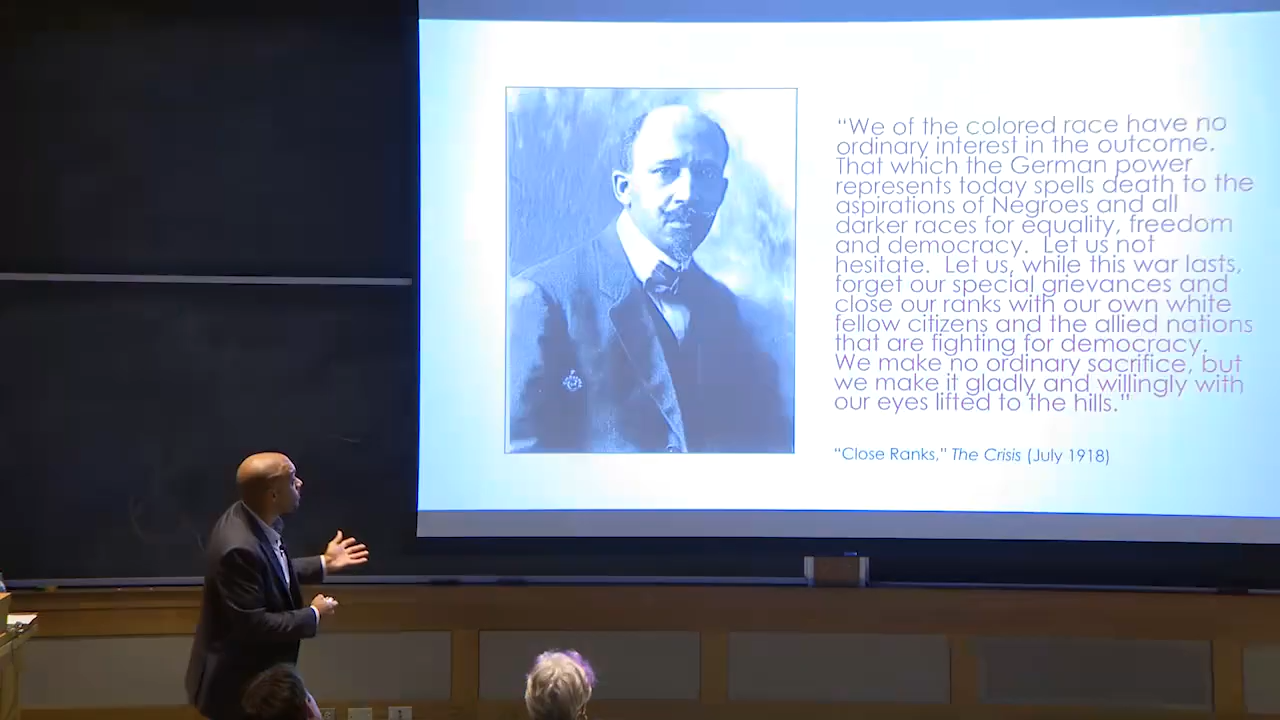 “We of the colored race have no
ordinary interest in the outcome.
That which the German power
represents today spells death to the
aspirations of Negroes and all
darker races for equality, freedom
and democracy.  Let us not
hesitate.  Let us, while this war lasts,
forget our special grievances and
close our ranks with our own white
fellow citizens and the allied nations
that are fighting for democracy.
We make no ordinary sacrifice, but
we make it gladly and willingly with
our eyes lifted to the hills.”
“Close Ranks,” The Crisis (July 1918)